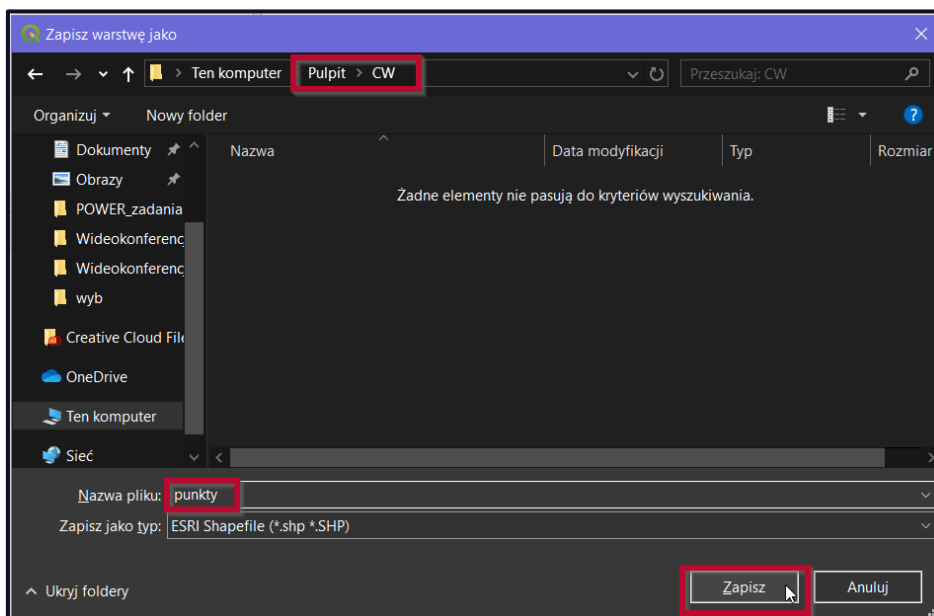 Zapisz warstwę jako
Ten komputer > Pulpit > CW
Przeszukaj: CW
Organizuj
Nowy folder
Nazwa
Data modyfikacji
Typ
Rozmiar
Żadne elementy nie pasują do kryteriów wyszukiwania.
Dokumenty
Obrazy
POWER_zadania
Wideokonferenc
Wideokonferenc
wyb
Creative Cloud File
OneDrive
Ten komputer
Sieć
Nazwa pliku: punkty
Zapisz jako typ: ESRI Shapefile (*.shp *.SHP)
Ukryj foldery
Zapisz
Anuluj